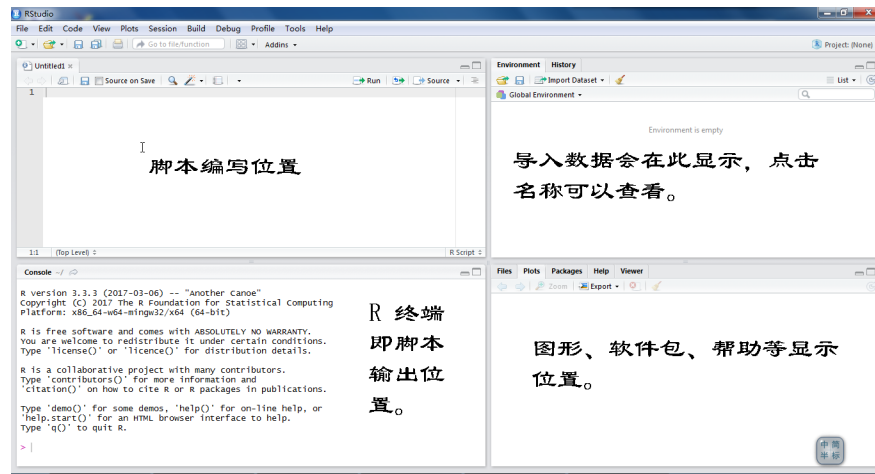 RStudio
File Edit Code View Plots Session Build Debug Profile Tools Help
Go to file/function Addins Project: (None)
Untitled1
Source on Save Run Source
1
脚本编写位置
1:1 (Top Level) R Script
Environment History
Import Dataset List
Global Environment
Environment is empty
导入数据会在此显示，点击
名称可以查看。
Console ~/
R version 3.3.3 (2017-03-06) -- "Another Canoe"
Copyright (C) 2017 The R Foundation for Statistical Computing
Platform: x86_64-w64-mingw32/x64 (64-bit)
R is free software and comes with ABSOLUTELY NO WARRANTY.
You are welcome to redistribute it under certain conditions.
Type 'license()' or 'licence()' for distribution details.
R is a collaborative project with many contributors.
Type 'contributors()' for more information and
'citation()' on how to cite R or R packages in publications.
Type 'demo()' for some demos, 'help()' for on-line help, or
'help.start()' for an HTML browser interface to help.
Type 'q()' to quit R.
>
R 终端
即脚本
输出位
置。
Files Plots Packages Help Viewer
Zoom Export
图形、软件包、帮助等显示
位置。
中 简
半 标